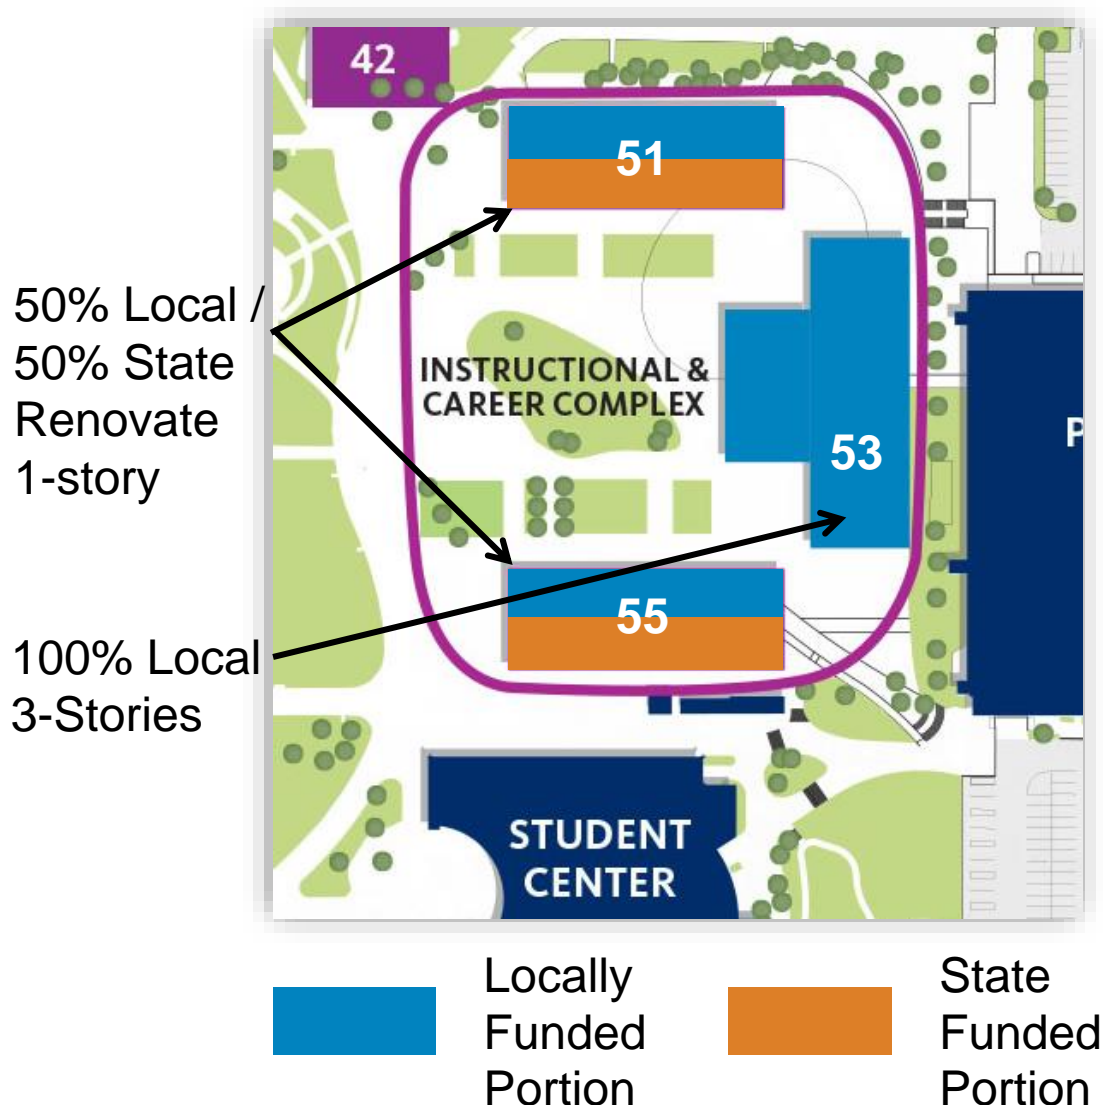 42
51
50% Local /
50% State
Renovate
1-story
INSTRUCTIONAL &
CAREER COMPLEX
53
P
55
100% Local
3-Stories
STUDENT
CENTER
Locally
Funded
Portion
State
Funded
Portion